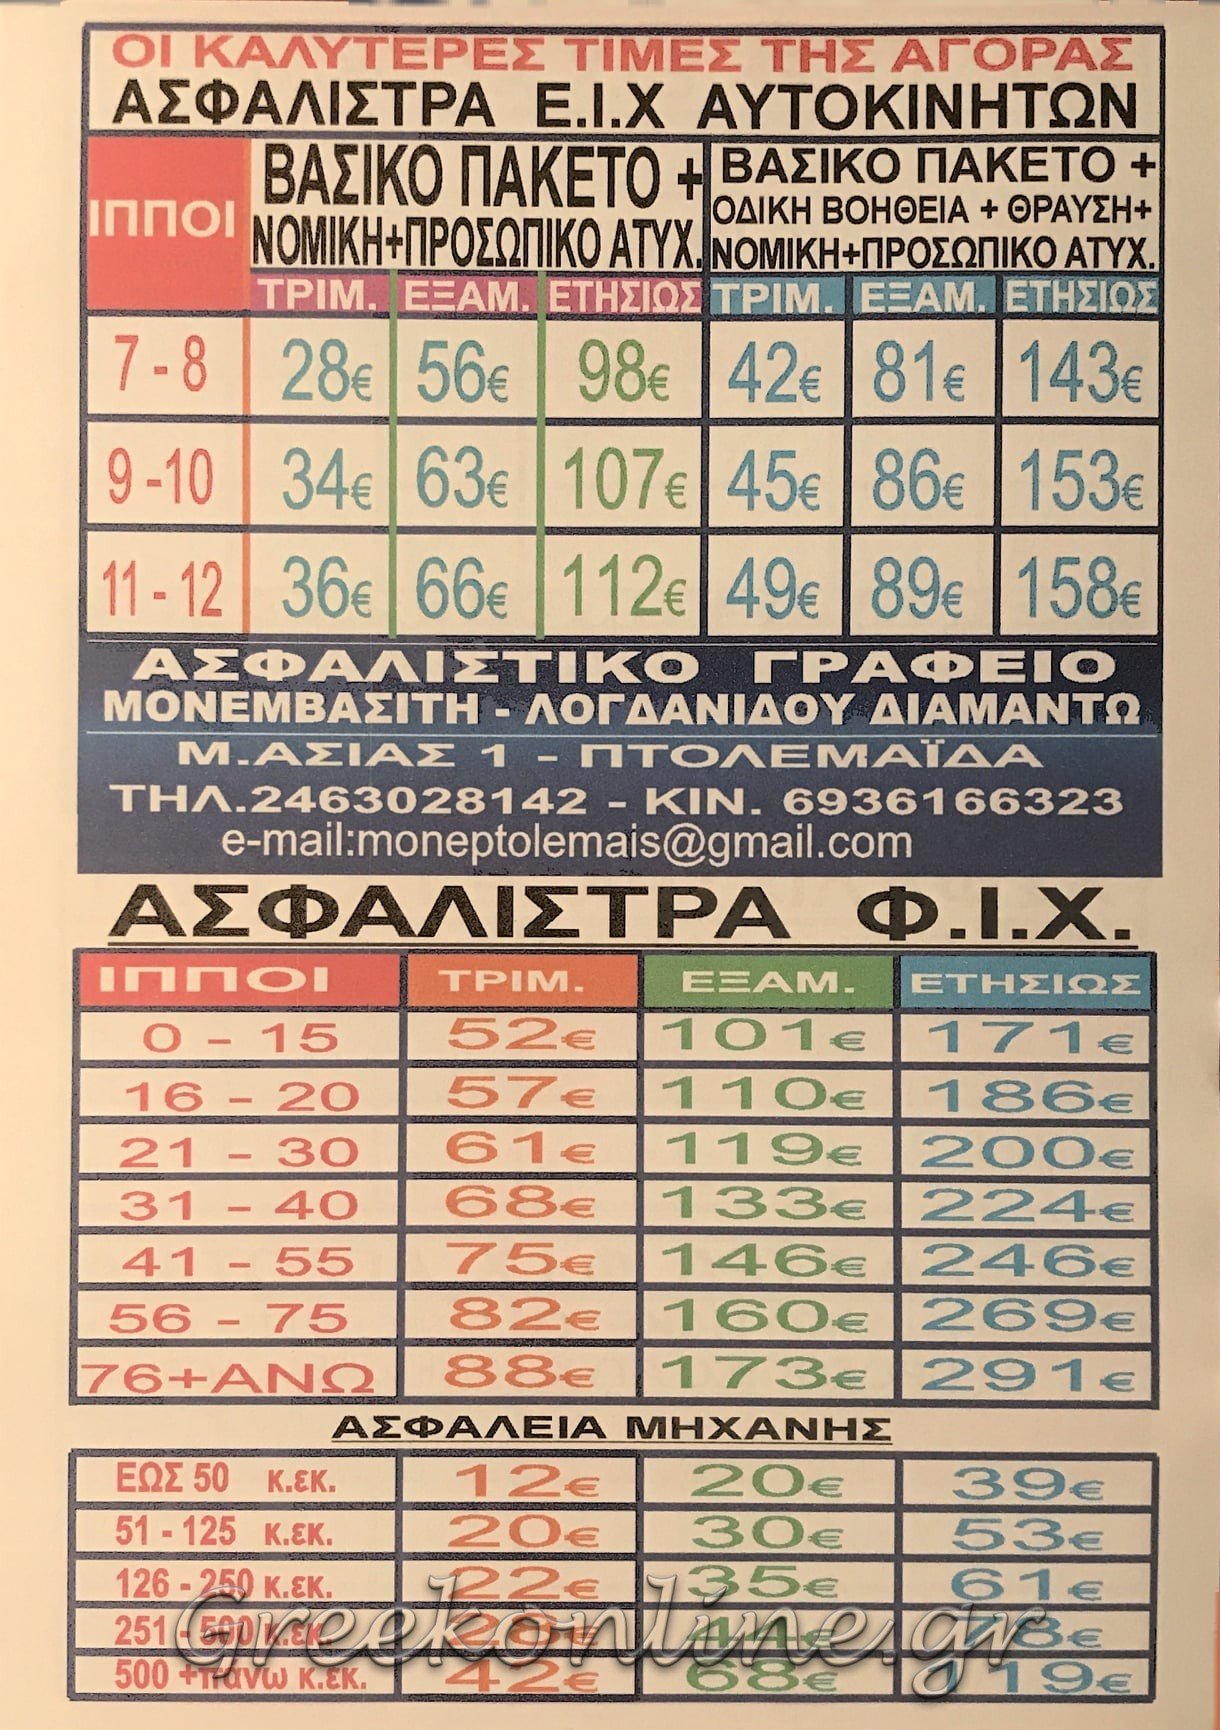 ΟΙ ΚΑΛΥΤΕΡΕΣ ΤΙΜΕΣ ΤΗΣ ΑΓΟΡΑΣ
ΑΣΦΑΛΙΣΤΡΑ Ε.Ι.Χ ΑΥΤΟΚΙΝΗΤΩΝ
ΙΠΠΟΙ
ΒΑΣΙΚΟ ΠΑΚΕΤΟ +
ΝΟΜΙΚΗ+ΠΡΟΣΩΠΙΚΟ ΑΤΥΧ.
ΒΑΣΙΚΟ ΠΑΚΕΤΟ +
ΟΔΙΚΗ ΒΟΗΘΕΙΑ + ΘΡΑΥΣΗ+
ΝΟΜΙΚΗ+ΠΡΟΣΩΠΙΚΟ ΑΤΥΧ.
ΤΡΙΜ. ΕΞΑΜ. ΕΤΗΣΙΩΣ ΤΡΙΜ. ΕΞΑΜ. ΕΤΗΣΙΩΣ
7 - 8 28€ 56€ 98€ 42€ 81€ 143€
9 -10 34€ 63€ 107€ 45€ 86€ 153€
11 - 12 36€ 66€ 112€ 49€ 89€ 158€
ΑΣΦΑΛΙΣΤΙΚΟ ΓΡΑΦΕΙΟ
ΜΟΝΕΜΒΑΣΙΤΗ - ΛΟΓΔΑΝΙΔΟΥ ΔΙΑΜΑΝΤΩ
Μ.ΑΣΙΑΣ 1 - ΠΤΟΛΕΜΑΪΔΑ
ΤΗΛ.2463028142 - ΚΙΝ. 6936166323
e-mail:moneptolemais@gmail.com
ΑΣΦΑΛΙΣΤΡΑ Φ.Ι.Χ.
ΙΠΠΟΙ ΤΡΙΜ. ΕΞΑΜ. ΕΤΗΣΙΩΣ
0 - 15 52€ 101€ 171€
16 - 20 57€ 110€ 186€
21 - 30 61€ 119€ 200€
31 - 40 68€ 133€ 224€
41 - 55 75€ 146€ 246€
56 - 75 82€ 160€ 269€
76+ΑΝΩ 88€ 173€ 291€
ΑΣΦΑΛΕΙΑ ΜΗΧΑΝΗΣ
ΕΩΣ 50 κ.εκ. 12€ 20€ 39€
51 - 125 κ.εκ. 20€ 30€ 53€
126 - 250 κ.εκ. 22€ 35€ 61€
251 - 500 κ.εκ. 28€ 44€ 78€
500 +πανω κ.εκ. 42€ 68€ 119€
Greekonline.gr